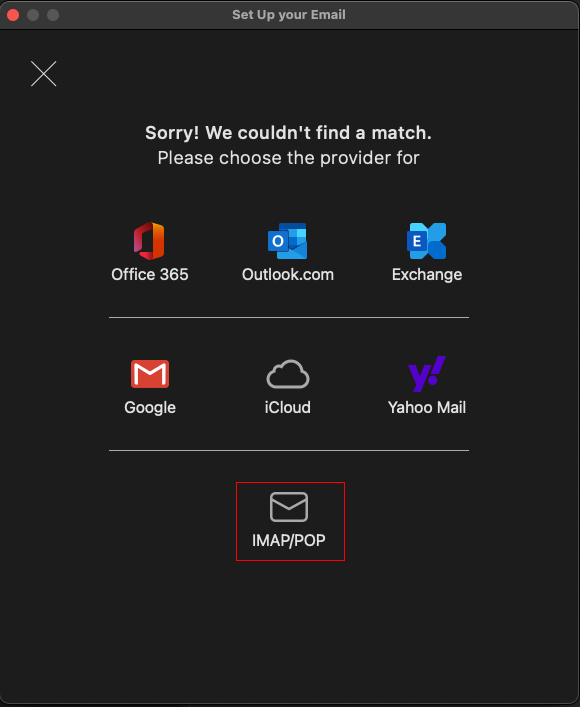 Set Up your Email
Sorry! We couldn't find a match.
Please choose the provider for
Office 365
Outlook.com
Exchange
Google
iCloud
Yahoo Mail
IMAP/POP